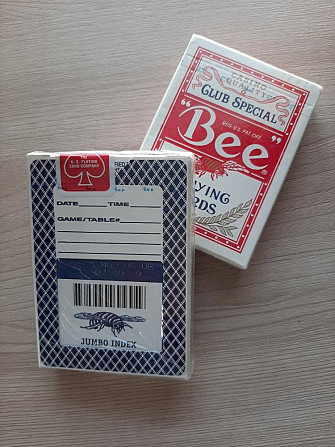 CASINO
QUALITY
CLUB SPECIAL
REG. U.S. PAT. OFF.
"Bee"
PLAYING
CARDS
U.S. PLAYING
CARD COMPANY
DATE TIME
GAME/TABLE#
JUMBO INDEX